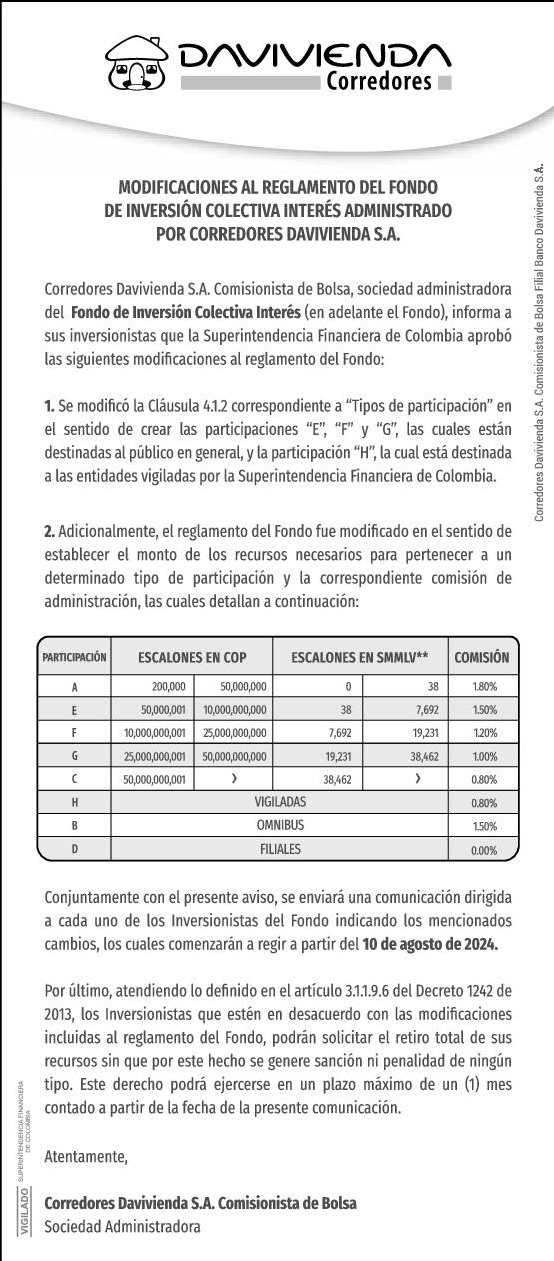 DAVIVIENDA
Corredores
MODIFICACIONES AL REGLAMENTO DEL FONDO
DE INVERSIÓN COLECTIVA INTERÉS ADMINISTRADO
POR CORREDORES DAVIVIENDA S.A.
Corredores Davivienda S.A. Comisionista de Bolsa, sociedad administradora
del Fondo de Inversión Colectiva Interés (en adelante el Fondo), informa a
sus inversionistas que la Superintendencia Financiera de Colombia aprobó
las siguientes modificaciones al reglamento del Fondo:
1. Se modificó la Cláusula 4.1.2 correspondiente a “Tipos de participación” en
el sentido de crear las participaciones “E”, “F” y “G”, las cuales están
destinadas al público en general, y la participación “H”, la cual está destinada
a las entidades vigiladas por la Superintendencia Financiera de Colombia.
2. Adicionalmente, el reglamento del Fondo fue modificado en el sentido de
establecer el monto de los recursos necesarios para pertenecer a un
determinado tipo de participación y la correspondiente comisión de
administración, las cuales detallan a continuación:
PARTICIPACIÓN ESCALONES EN COP ESCALONES EN SMMLV** COMISIÓN
A 200,000 50,000,000 0 38 1.80%
E 50,000,001 10,000,000,000 38 7,692 1.50%
F 10,000,000,001 25,000,000,000 7,692 19,231 1.20%
G 25,000,000,001 50,000,000,000 19,231 38,462 1.00%
C 50,000,000,001 > 38,462 > 0.80%
H VIGILADAS 0.80%
B OMNIBUS 1.50%
D FILIALES 0.00%
Conjuntamente con el presente aviso, se enviará una comunicación dirigida
a cada uno de los Inversionistas del Fondo indicando los mencionados
cambios, los cuales comenzarán a regir a partir del 10 de agosto de 2024.
Por último, atendiendo lo definido en el artículo 3.1.1.9.6 del Decreto 1242 de
2013, los Inversionistas que estén en desacuerdo con las modificaciones
incluidas al reglamento del Fondo, podrán solicitar el retiro total de sus
recursos sin que por este hecho se genere sanción ni penalidad de ningún
tipo. Este derecho podrá ejercerse en un plazo máximo de un (1) mes
contado a partir de la fecha de la presente comunicación.
Atentamente,
Corredores Davivienda S.A. Comisionista de Bolsa
Sociedad Administradora
Corredores Davivienda S.A. Comisionista de Bolsa Filial Banco Davivienda S.A.
VIGILADO
SUPERINTENDENCIA FINANCIERA
DE COLOMBIA